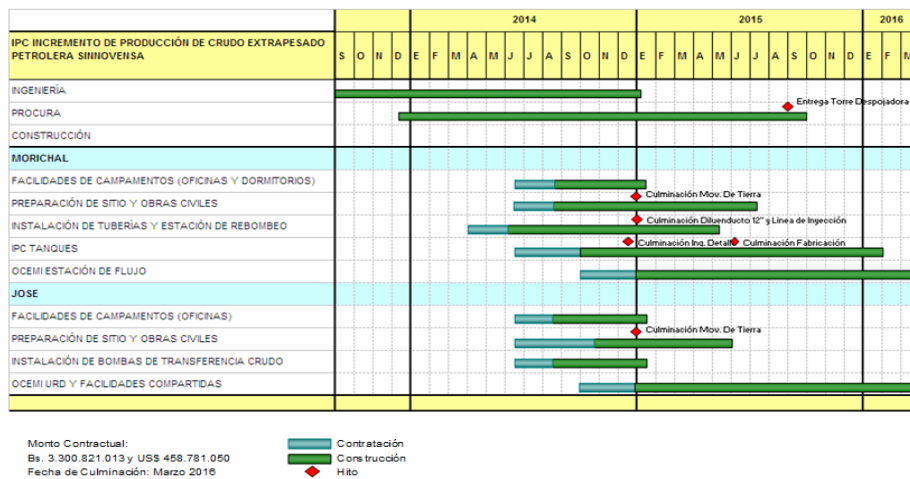 2014 2015 2016
IPC INCREMENTO DE PRODUCCIÓN DE CRUDO EXTRAPESADO
PETROLERA SINNOVENSA
S O N D E F M A M J J A S O N D E F M A M J J A S O N D E F M
INGENIERÍA
Entrega Torre Despojadora
PROCURA
CONSTRUCCIÓN
MORICHAL
FACILIDADES DE CAMPAMENTOS (OFICINAS Y DORMITORIOS)
Culminación Mov. De Tierra
PREPARACIÓN DE SITIO Y OBRAS CIVILES
Culminación Diluenducto 12" y Linea de Inyección
INSTALACIÓN DE TUBERÍAS Y ESTACIÓN DE REBOMBEO
Culminación Ing. Detalle Culminación Fabricación
IPC TANQUES
OCEMI ESTACIÓN DE FLUJO
JOSE
FACILIDADES DE CAMPAMENTOS (OFICINAS)
Culminación Mov. De Tierra
PREPARACIÓN DE SITIO Y OBRAS CIVILES
INSTALACIÓN DE BOMBAS DE TRANSFERENCIA CRUDO
OCEMI URD Y FACILIDADES COMPARTIDAS
Monto Contractual: Contratación
Bs. 3.300.821.013 y US$ 458.781.050 Construcción
Fecha de Culminación: Marzo 2016 Hito